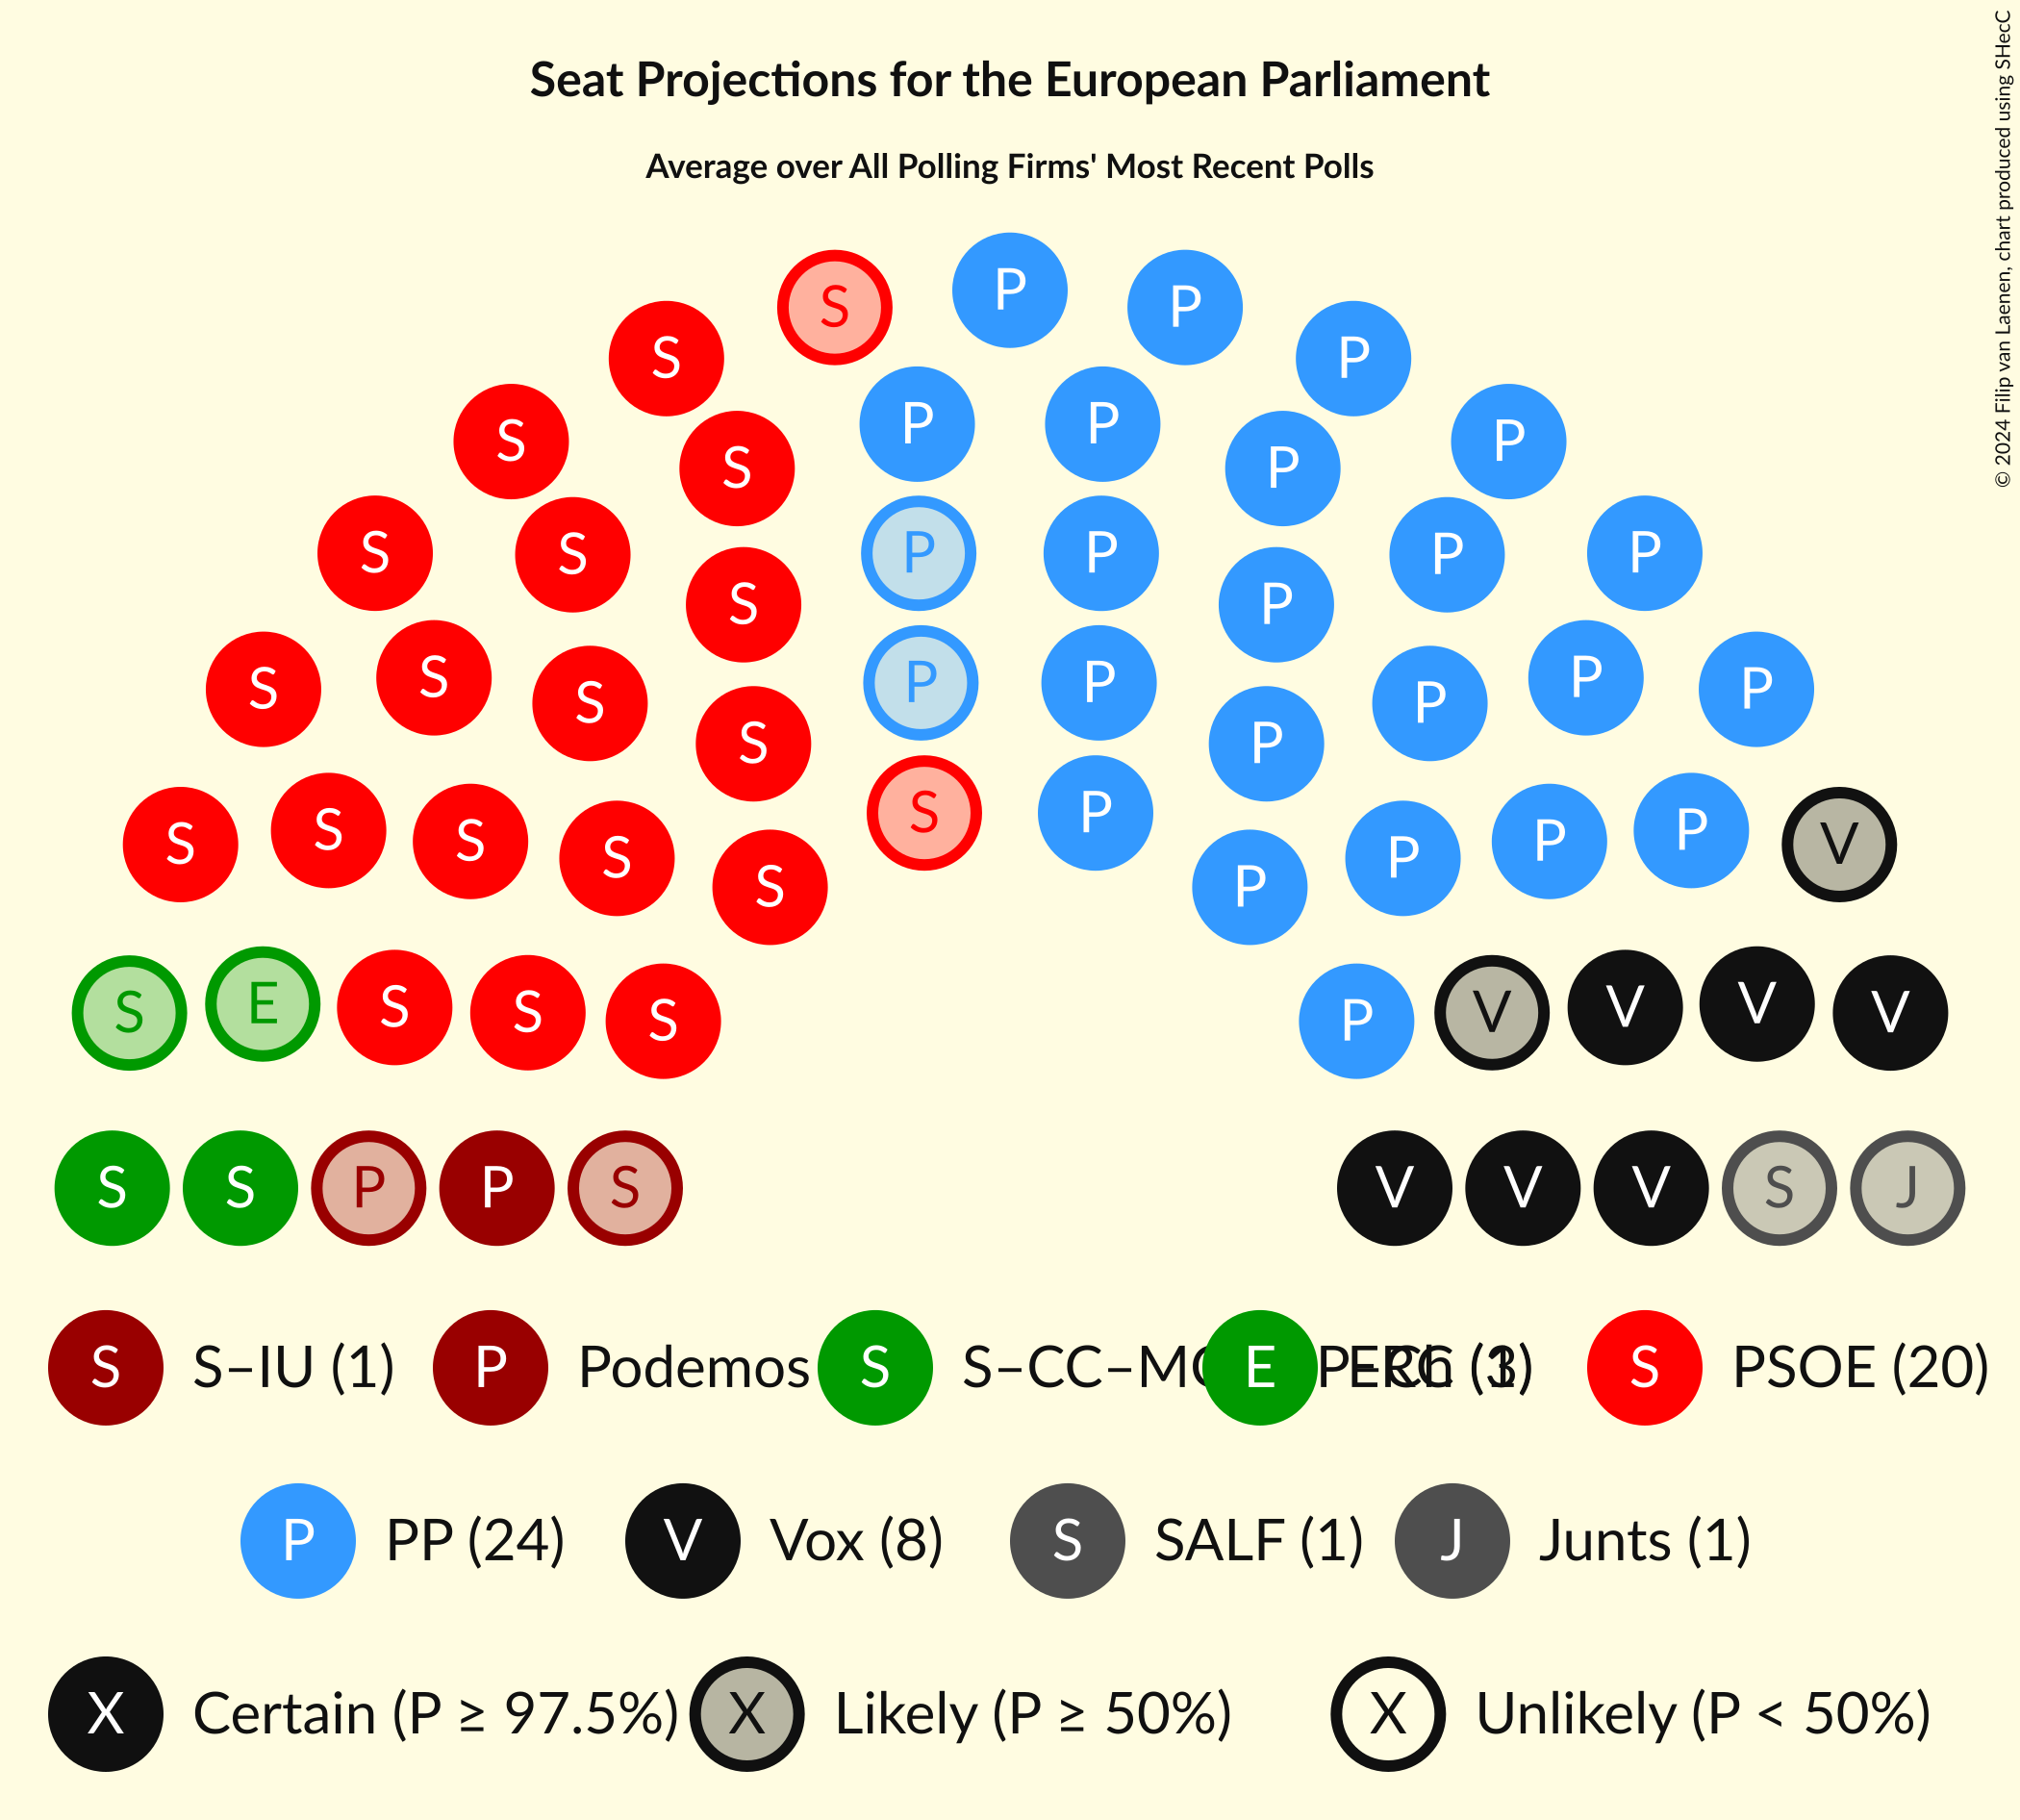 Seat Projections for the European Parliament
Average over All Polling Firms' Most Recent Polls
© 2024 Filip van Laenen, chart produced using SHecC
S P P P
S P
S S P P P
S S P P P P
S S P P P P
S S S S P P P P
S S S S P P P P
S S S S S P P P P V
S E S S S P V V V V
S S P P S V V V S J
S S–IU (1) P Podemos S S–CC–M E (3) S PSOE (20)
P PP (24) V Vox (8) S SALF (1) J Junts (1)
X Certain (P ≥ 97.5%) X Likely (P ≥ 50%) X Unlikely (P < 50%)